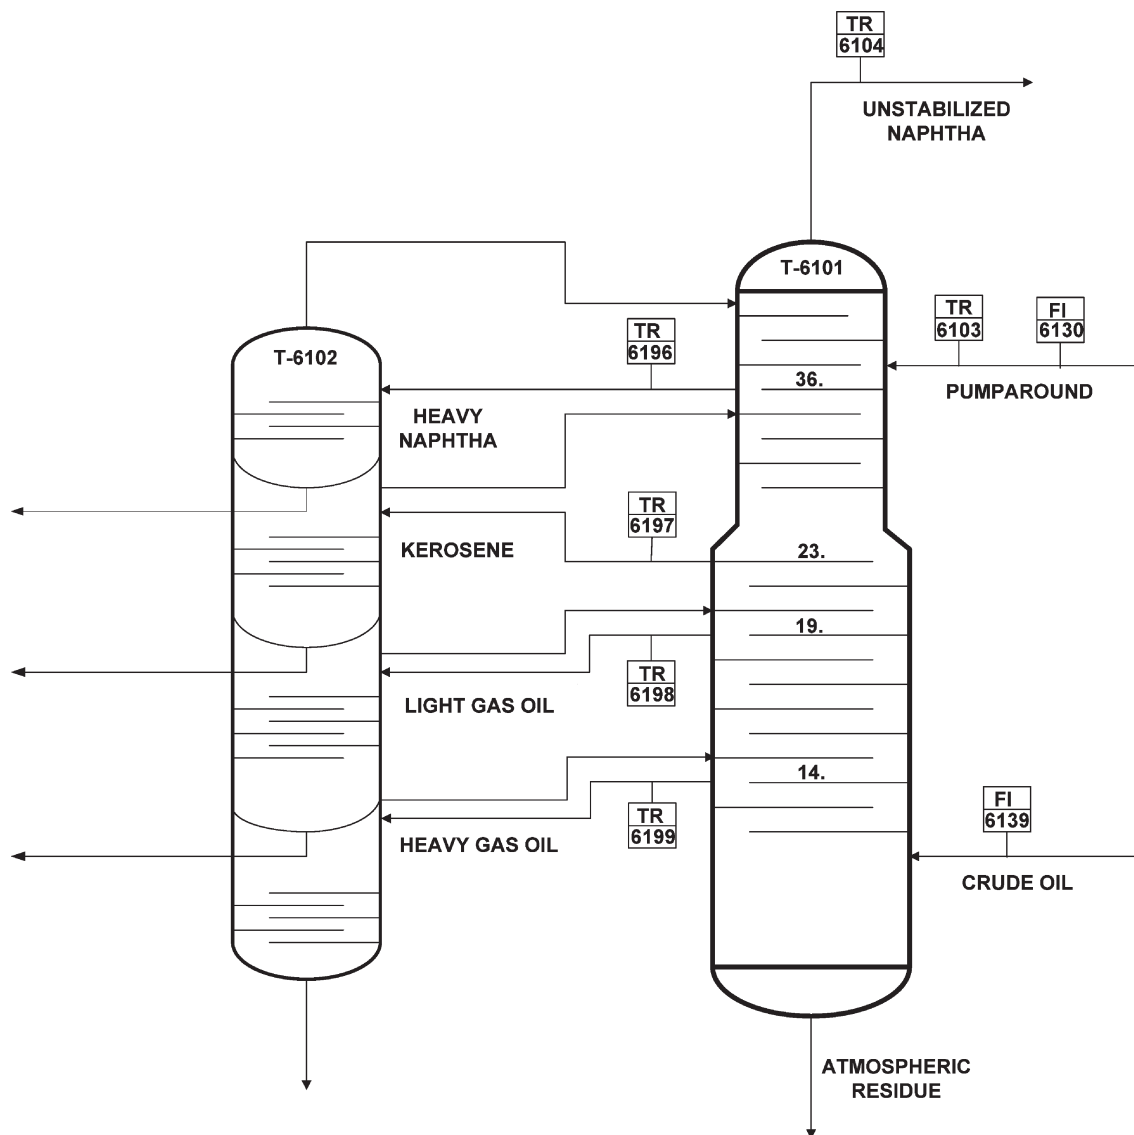 TR
6104
UNSTABILIZED
NAPHTHA
T-6101
TR
6103
FI
6130
PUMPAROUND
TR
6196
T-6102
36.
HEAVY
NAPHTHA
TR
6197
KEROSENE
23.
19.
TR
6198
LIGHT GAS OIL
14.
TR
6199
HEAVY GAS OIL
FI
6139
CRUDE OIL
ATMOSPHERIC
RESIDUE